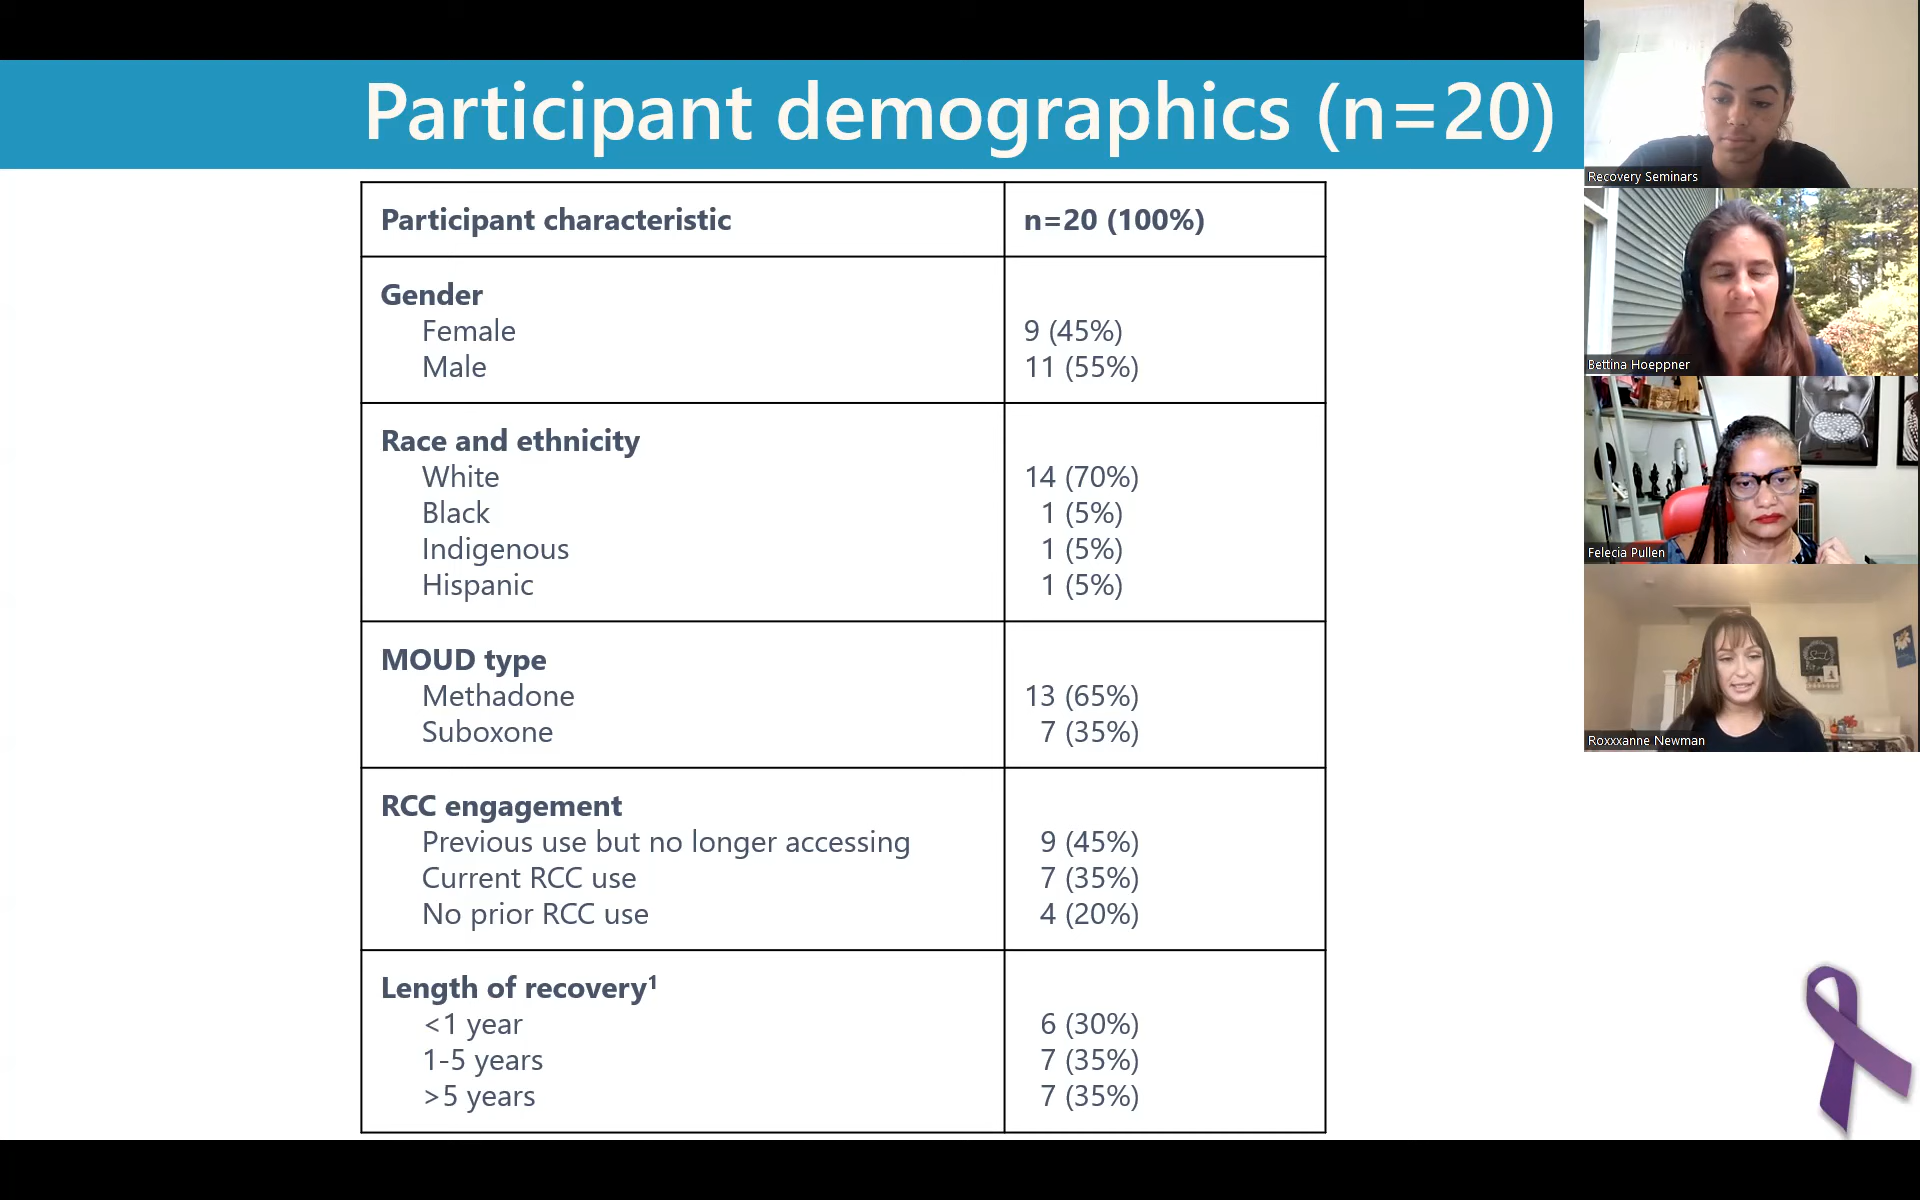 Participant demographics (n=20)
Participant characteristic n=20 (100%)
Gender
Female 9 (45%)
Male 11 (55%)
Race and ethnicity
White 14 (70%)
Black 1 (5%)
Indigenous 1 (5%)
Hispanic 1 (5%)
MOUD type
Methadone 13 (65%)
Suboxone 7 (35%)
RCC engagement
Previous use but no longer accessing 9 (45%)
Current RCC use 7 (35%)
No prior RCC use 4 (20%)
Length of recovery¹
<1 year 6 (30%)
1-5 years 7 (35%)
>5 years 7 (35%)
Recovery Seminars
Bettina Hoeppner
Felecia Pullen
Roxxxanne Newman